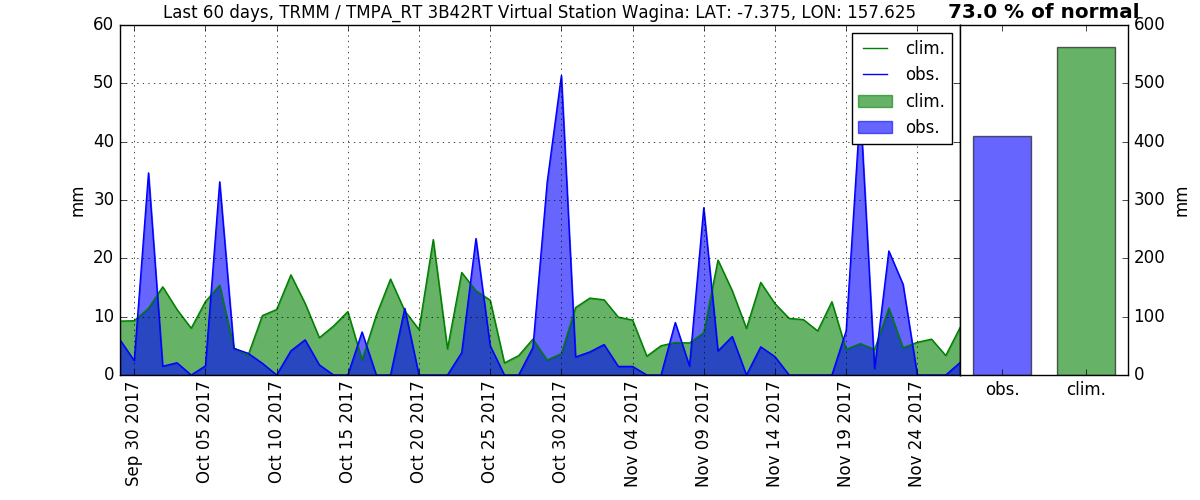 Last 60 days, TRMM / TMPA_RT 3B42RT Virtual Station Wagina: LAT: -7.375, LON: 157.625
73.0 % of normal
60
50
40
30
20
10
0
mm
clim.
obs.
clim.
obs.
600
500
400
300
200
100
0
mm
Sep 30 2017
Oct 05 2017
Oct 10 2017
Oct 15 2017
Oct 20 2017
Oct 25 2017
Oct 30 2017
Nov 04 2017
Nov 09 2017
Nov 14 2017
Nov 19 2017
Nov 24 2017
obs.
clim.